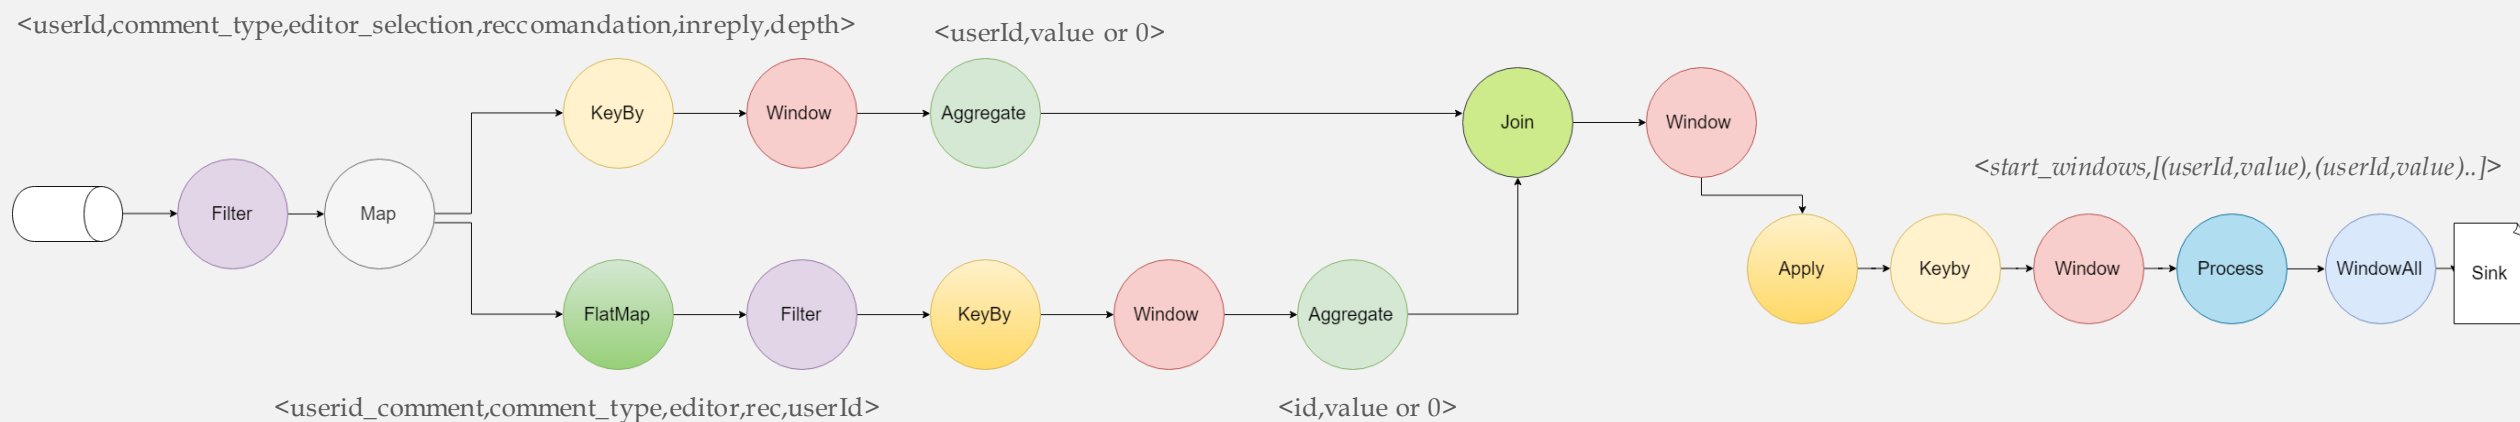 <userId,comment_type,editor_selection,reccomandation,inreply,depth>
<userId,value or 0>
KeyBy
Window
Aggregate
Join
Window
<start_windows,[(userId,value),(userId,value)..]>
Filter
Map
Apply
Keyby
Window
Process
WindowAll
Sink
FlatMap
Filter
KeyBy
Window
Aggregate
<userid_comment,comment_type,editor,rec,userId>
<id,value or 0>